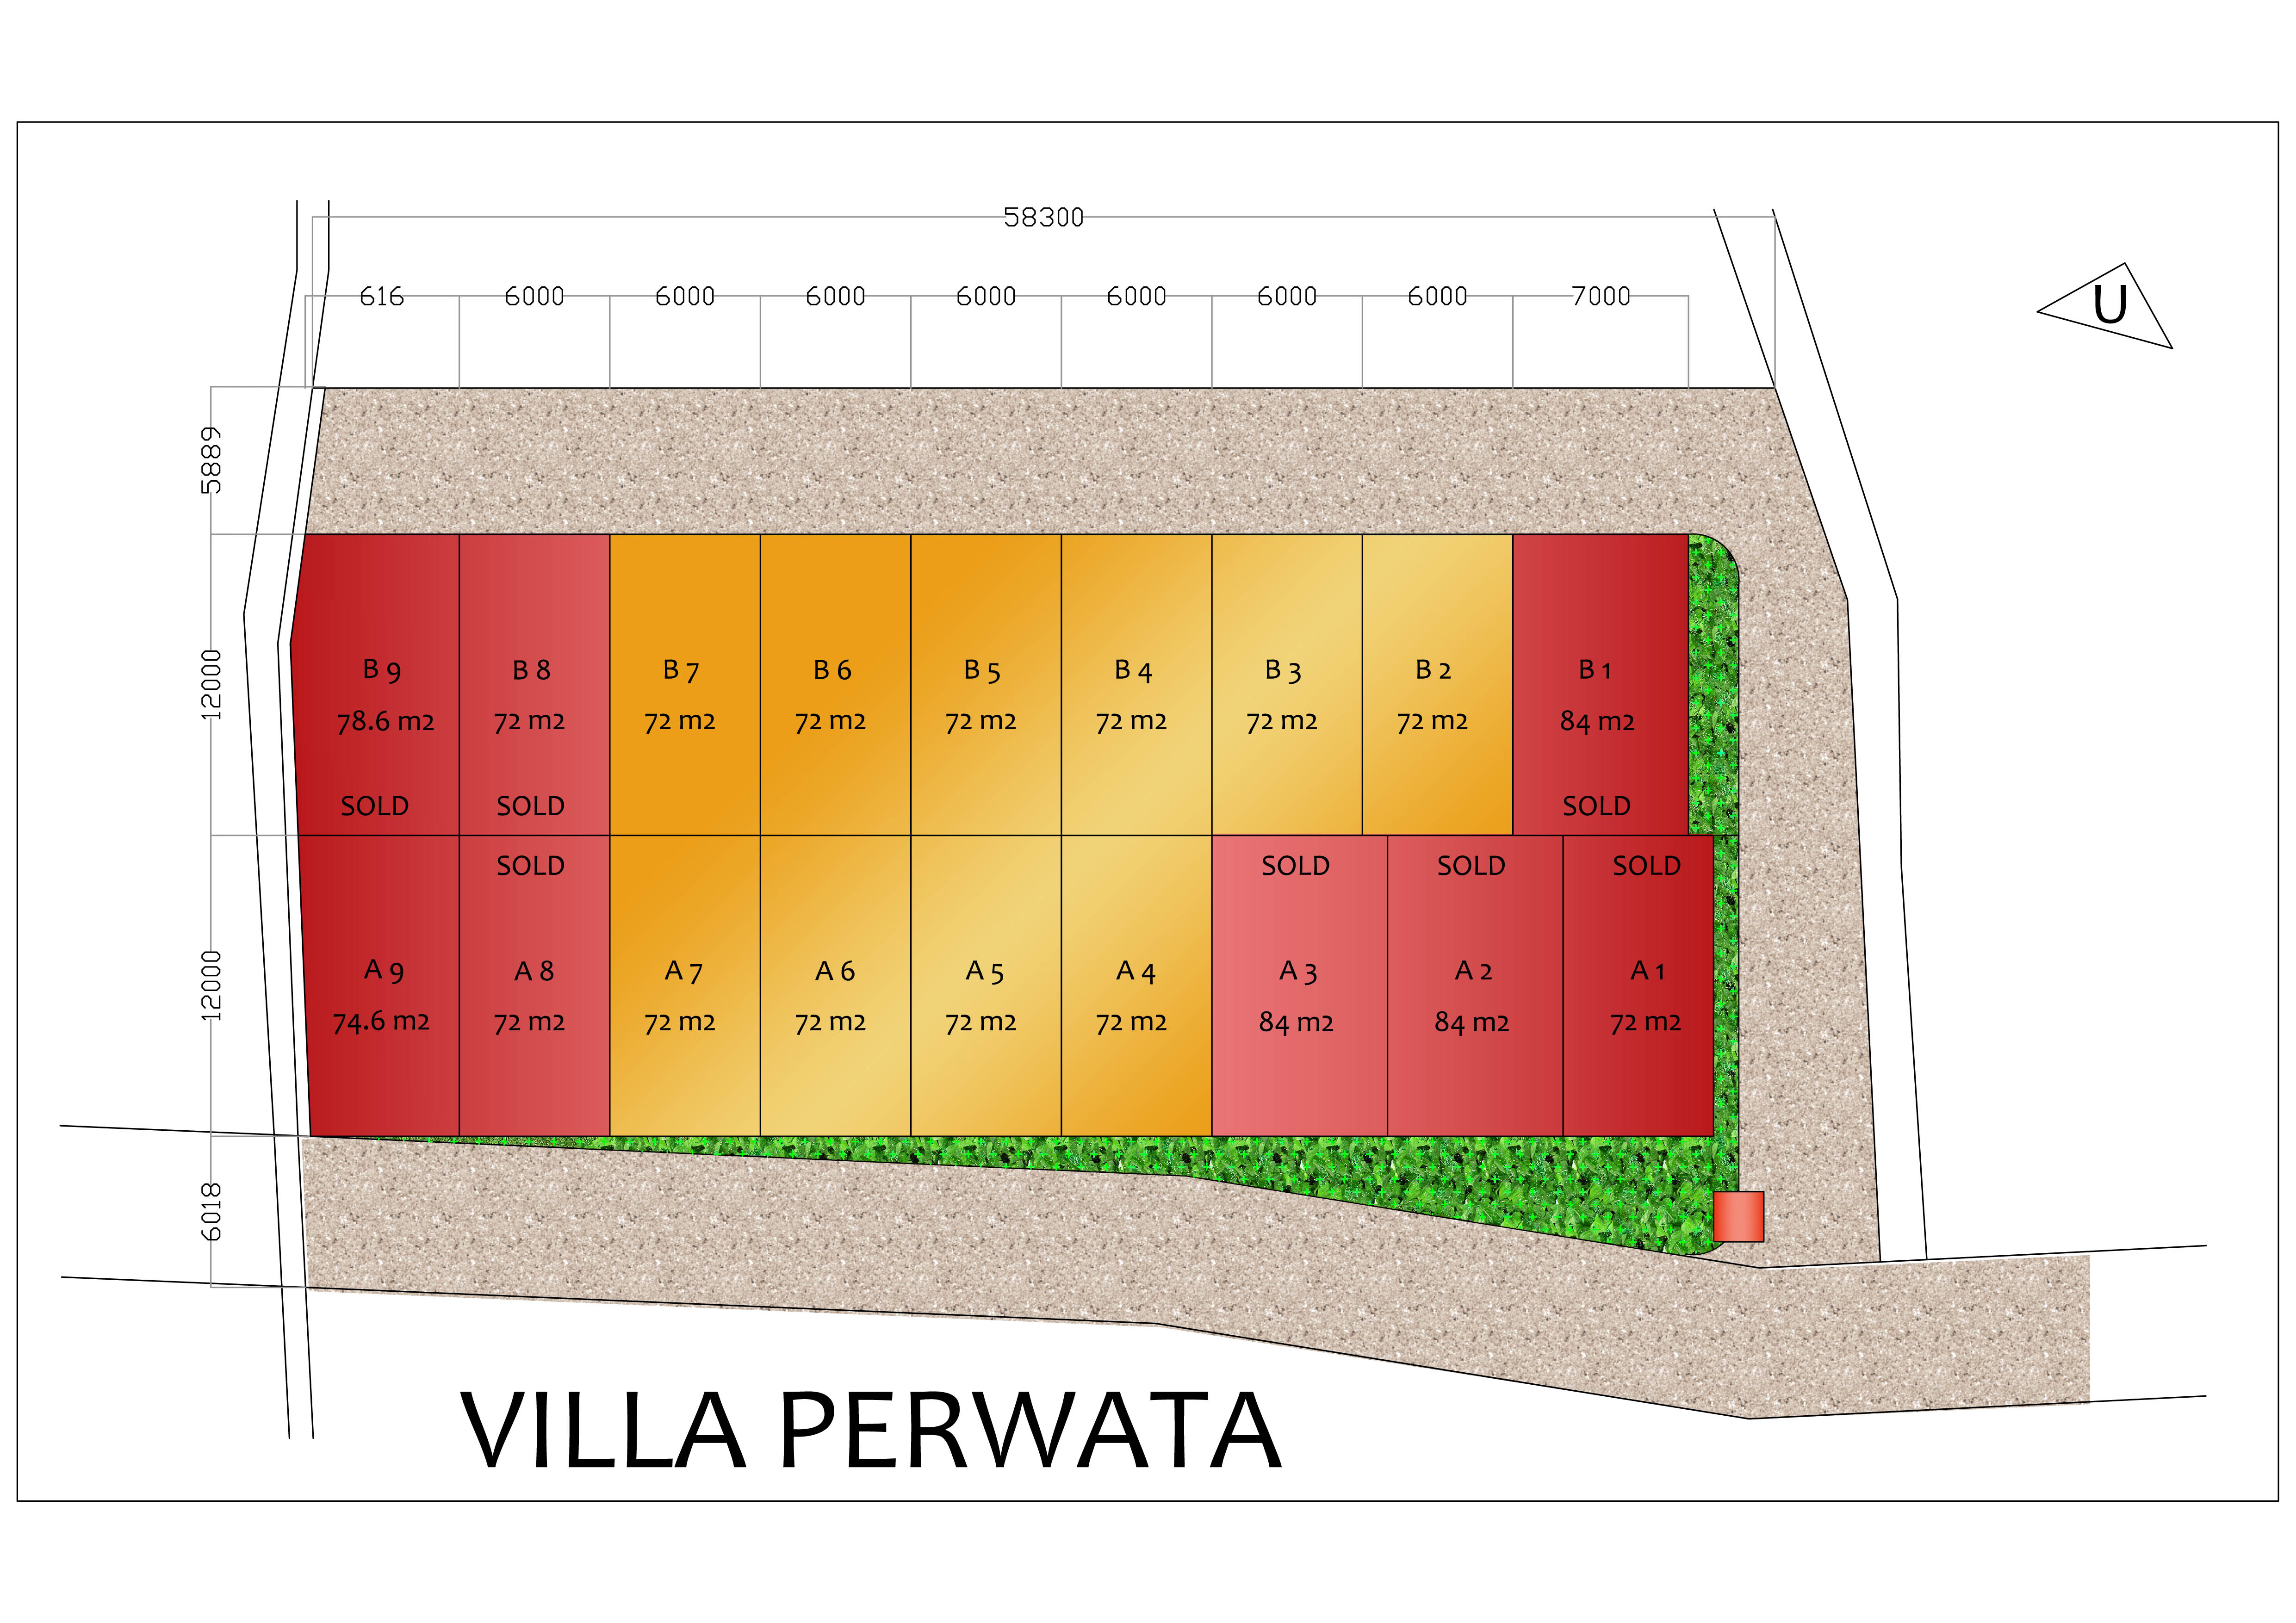 58300
616 6000 6000 6000 6000 6000 6000 6000 7000
U
5889
12000
12000
6018
B 9 B 8 B 7 B 6 B 5 B 4 B 3 B 2 B 1
78.6 m2 72 m2 72 m2 72 m2 72 m2 72 m2 72 m2 72 m2 84 m2
SOLD SOLD SOLD
SOLD SOLD SOLD SOLD
A 9 A 8 A 7 A 6 A 5 A 4 A 3 A 2 A 1
74.6 m2 72 m2 72 m2 72 m2 72 m2 72 m2 84 m2 84 m2 72 m2
VILLA PERWATA